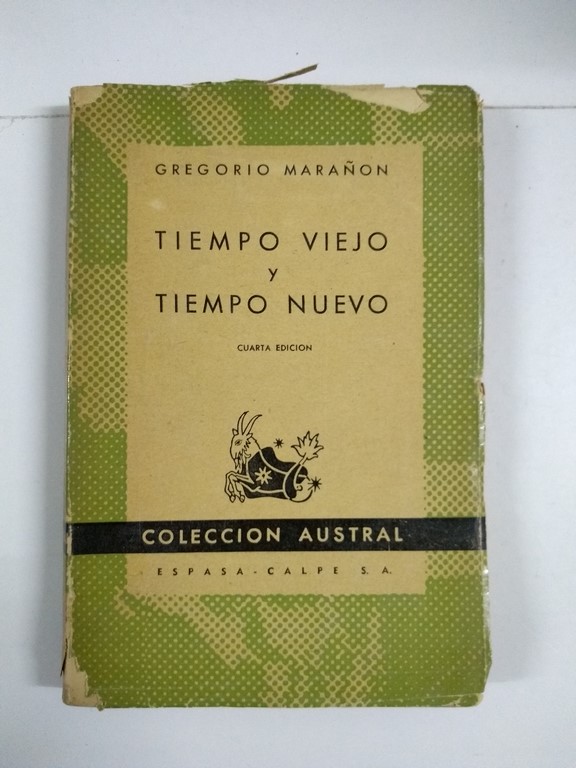 GREGORIO MARAÑON
TIEMPO VIEJO
y
TIEMPO NUEVO
CUARTA EDICION
COLECCION AUSTRAL
ESPASA - CALPE S. A.